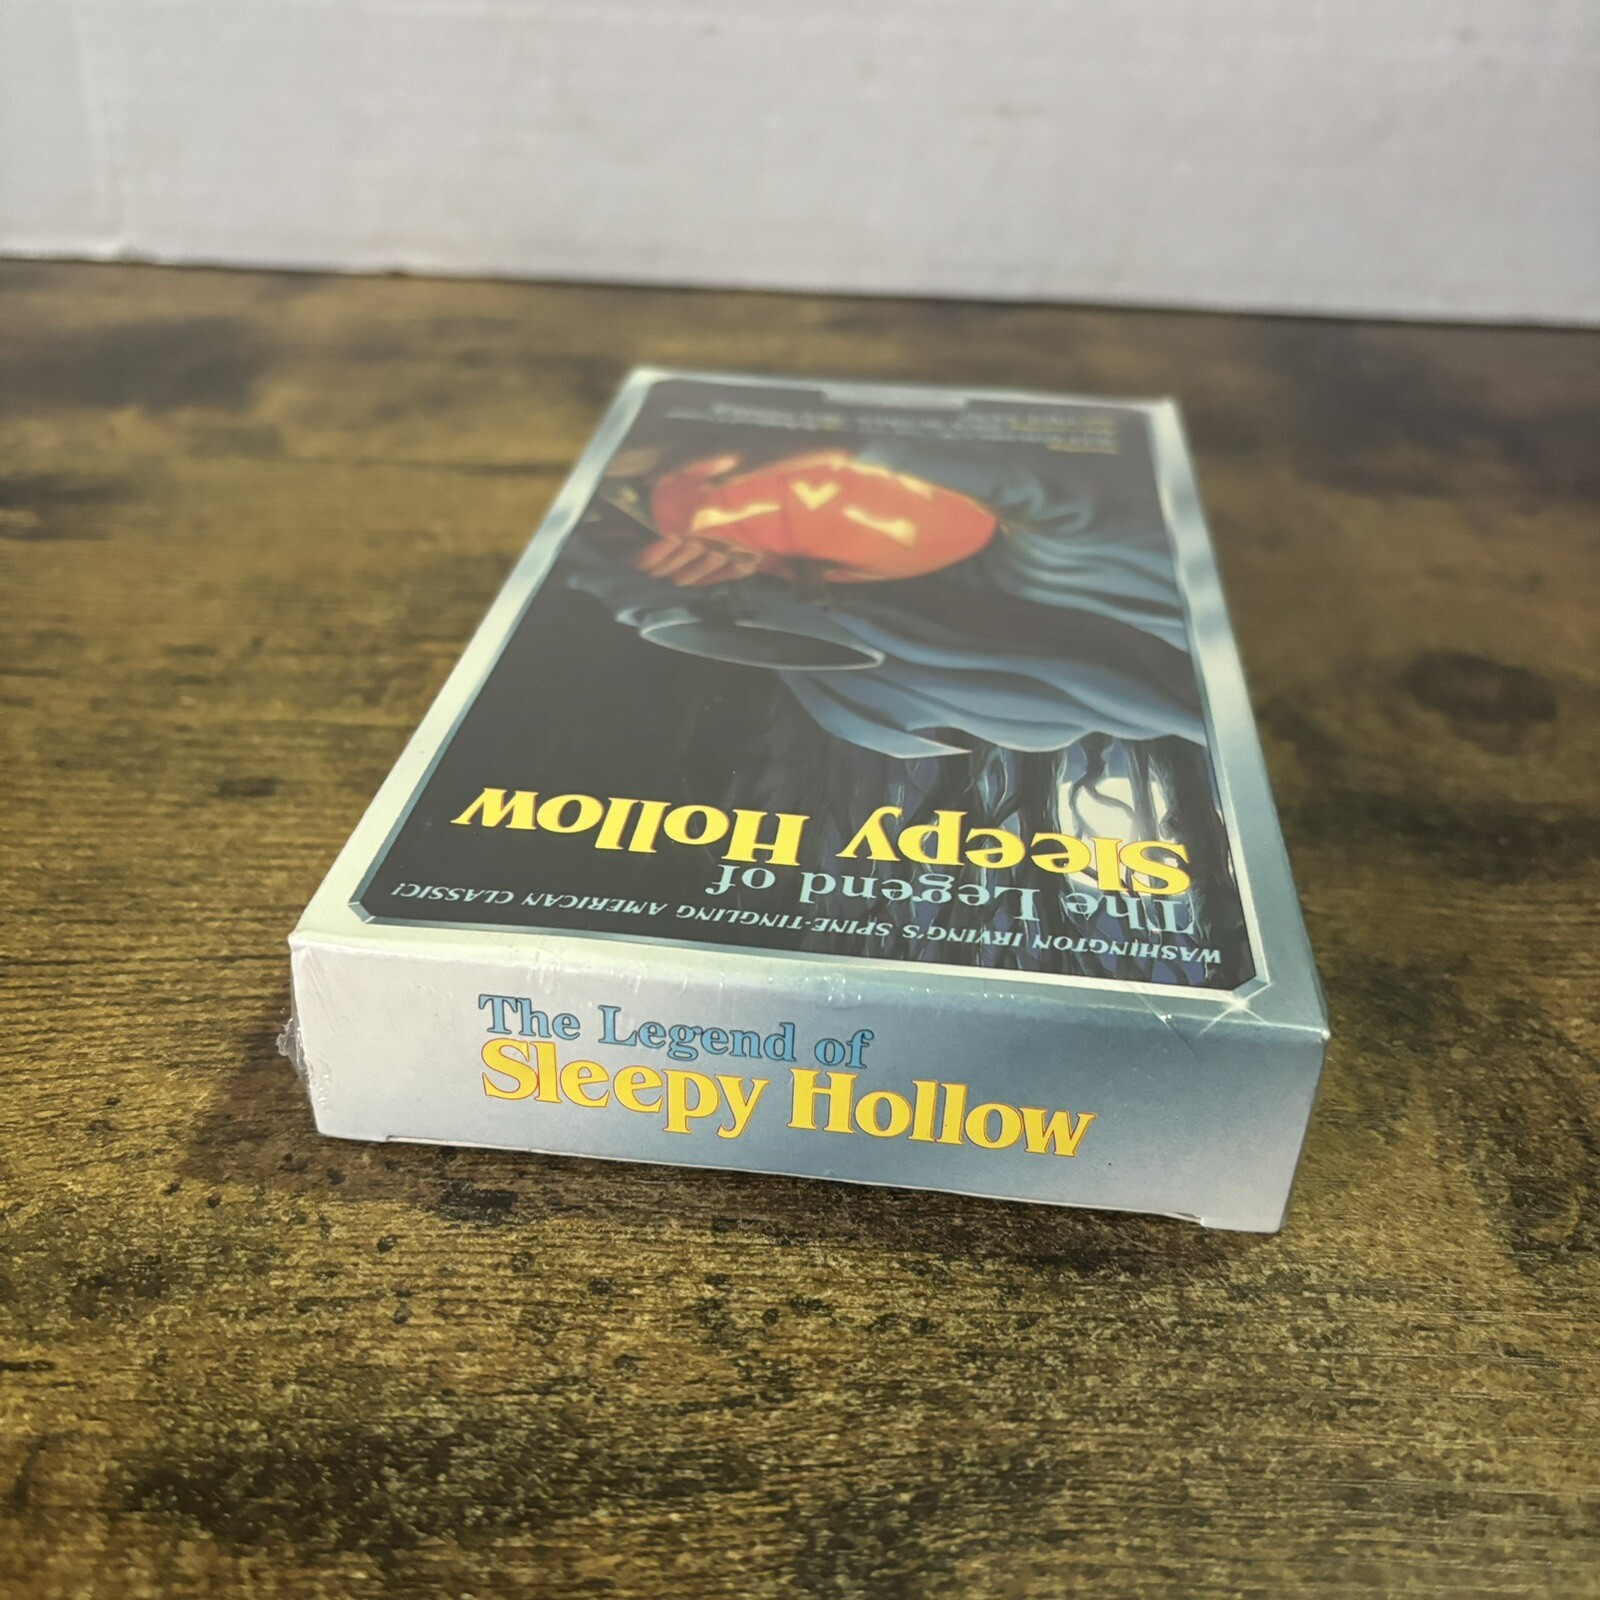 WASHINGTON IRVING'S SPINE-TINGLING AMERICAN CLASSIC!
The Legend of
Sleepy Hollow
The Legend of
Sleepy Hollow